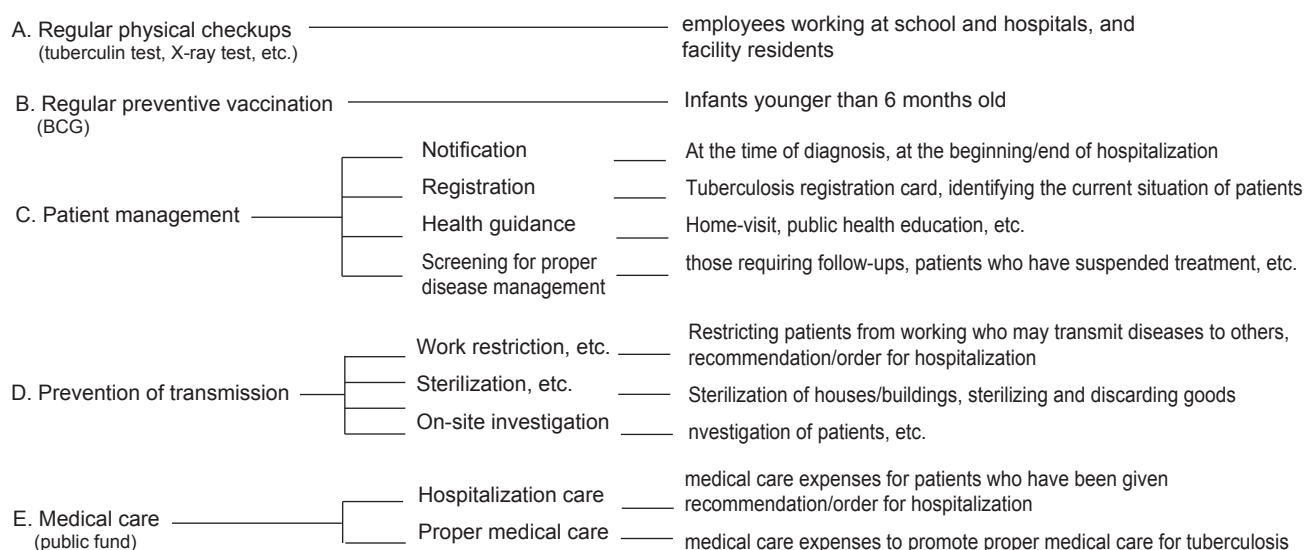 A. Regular physical checkups
(tuberculin test, X-ray test, etc.)
employees working at school and hospitals, and
facility residents
B. Regular preventive vaccination
(BCG)
Infants younger than 6 months old
C. Patient management
Notification
At the time of diagnosis, at the beginning/end of hospitalization
Registration
Tuberculosis registration card, identifying the current situation of patients
Health guidance
Home-visit, public health education, etc.
Screening for proper
disease management
those requiring follow-ups, patients who have suspended treatment, etc.
D. Prevention of transmission
Work restriction, etc.
Restricting patients from working who may transmit diseases to others,
recommendation/order for hospitalization
Sterilization, etc.
Sterilization of houses/buildings, sterilizing and discarding goods
On-site investigation
nvestigation of patients, etc.
E. Medical care
(public fund)
Hospitalization care
medical care expenses for patients who have been given
recommendation/order for hospitalization
Proper medical care
medical care expenses to promote proper medical care for tuberculosis